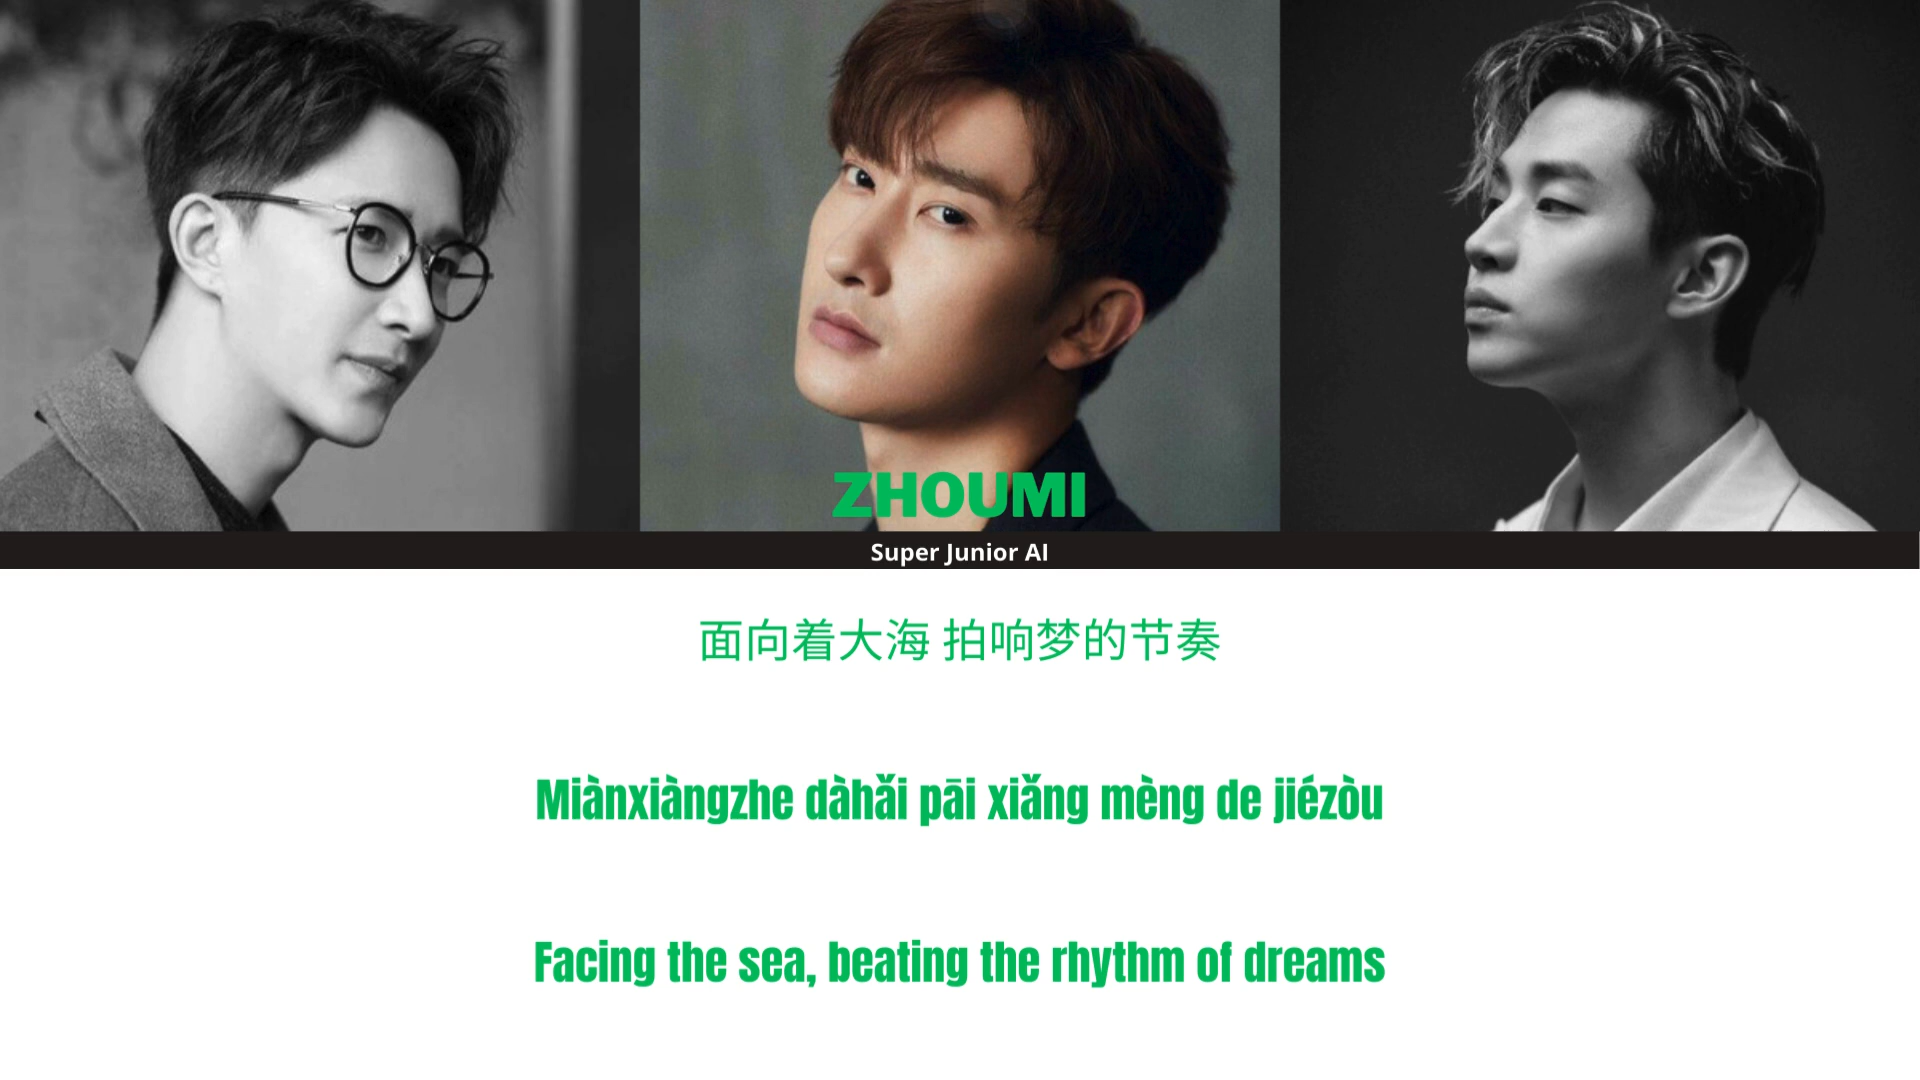 ZHOUMI
Super Junior AI
面向着大海 拍响梦的节奏
Miànxiàngzhe dàhǎi pāi xiǎng mèng de jiézòu
Facing the sea, beating the rhythm of dreams